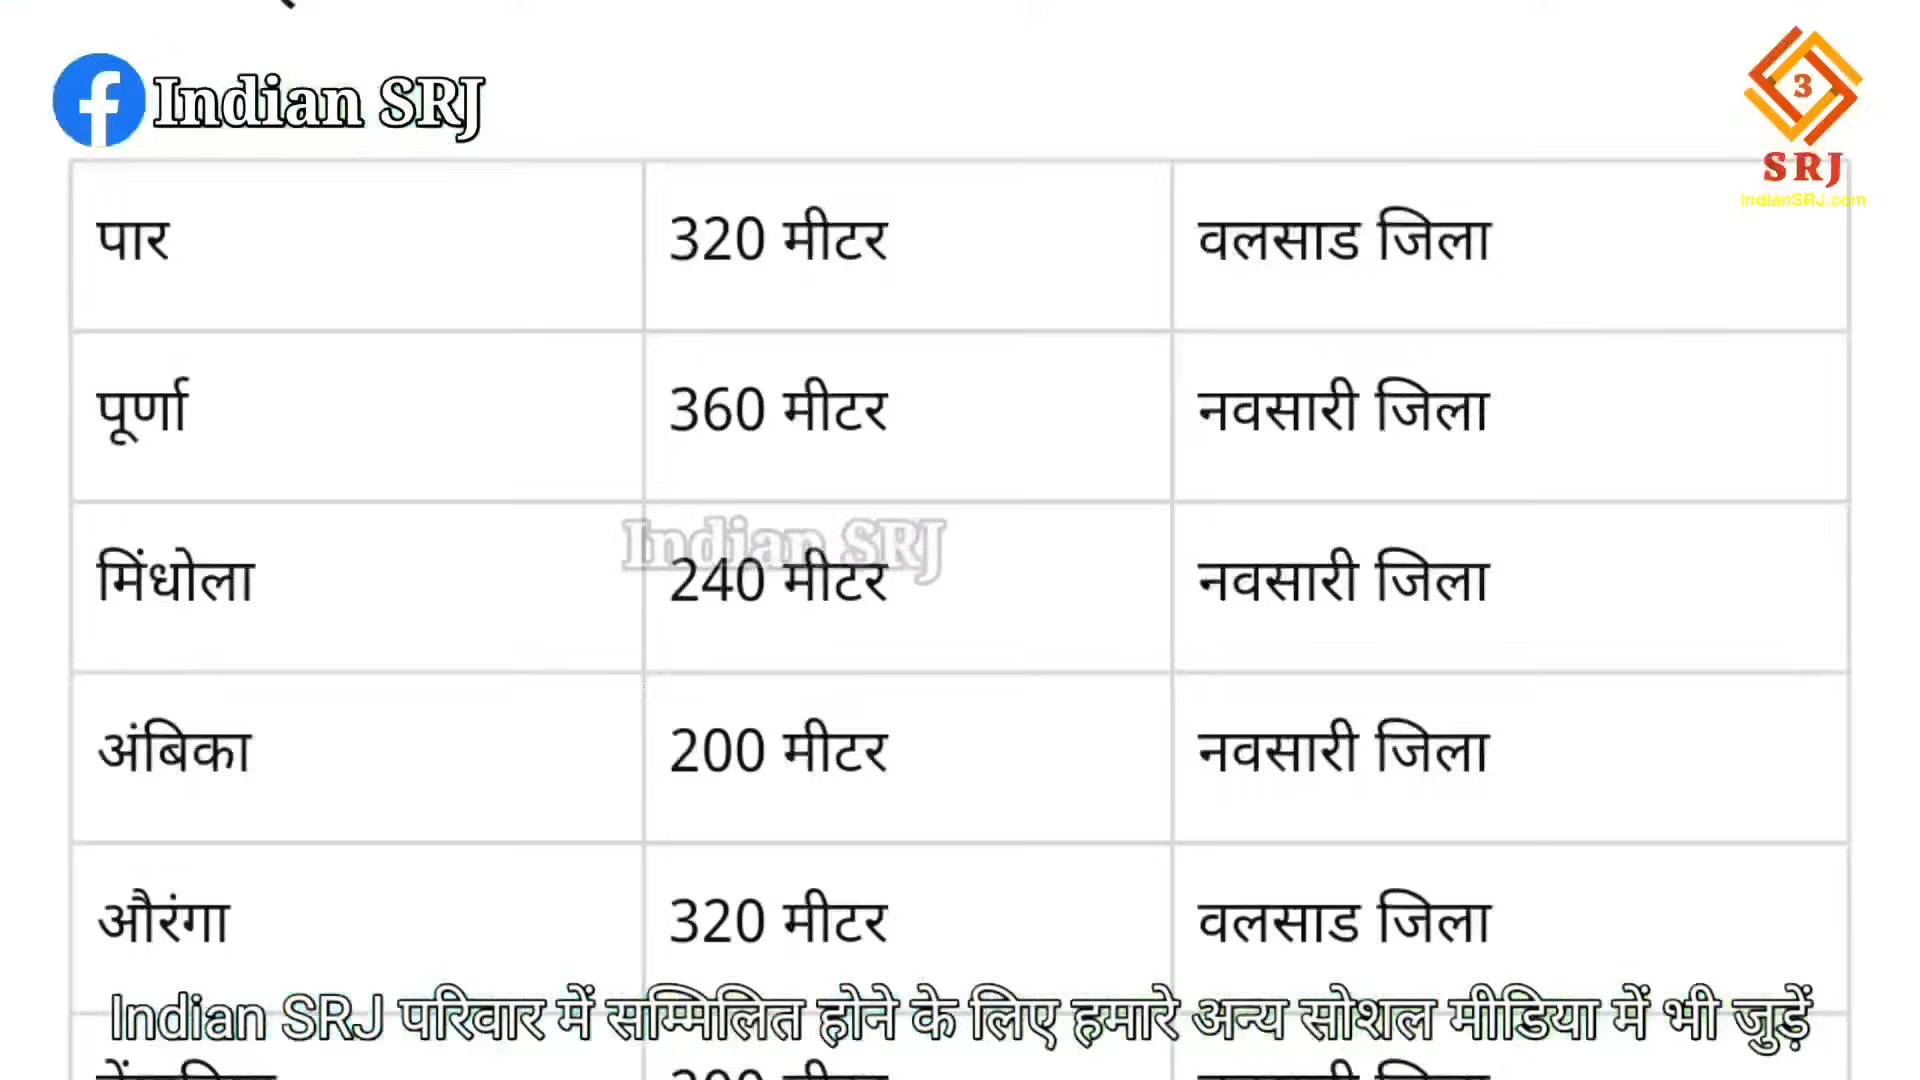 Indian SRJ
3
SRJ
IndianSRJ.com
पार 320 मीटर वलसाड जिला
पूर्णा 360 मीटर नवसारी जिला
Indian SRJ
मिंधोला 240 मीटर नवसारी जिला
अंबिका 200 मीटर नवसारी जिला
औरंगा 320 मीटर वलसाड जिला
Indian SRJ परिवार में सम्मिलित होने के लिए हमारे अन्य सोशल मीडिया में भी जुड़ें